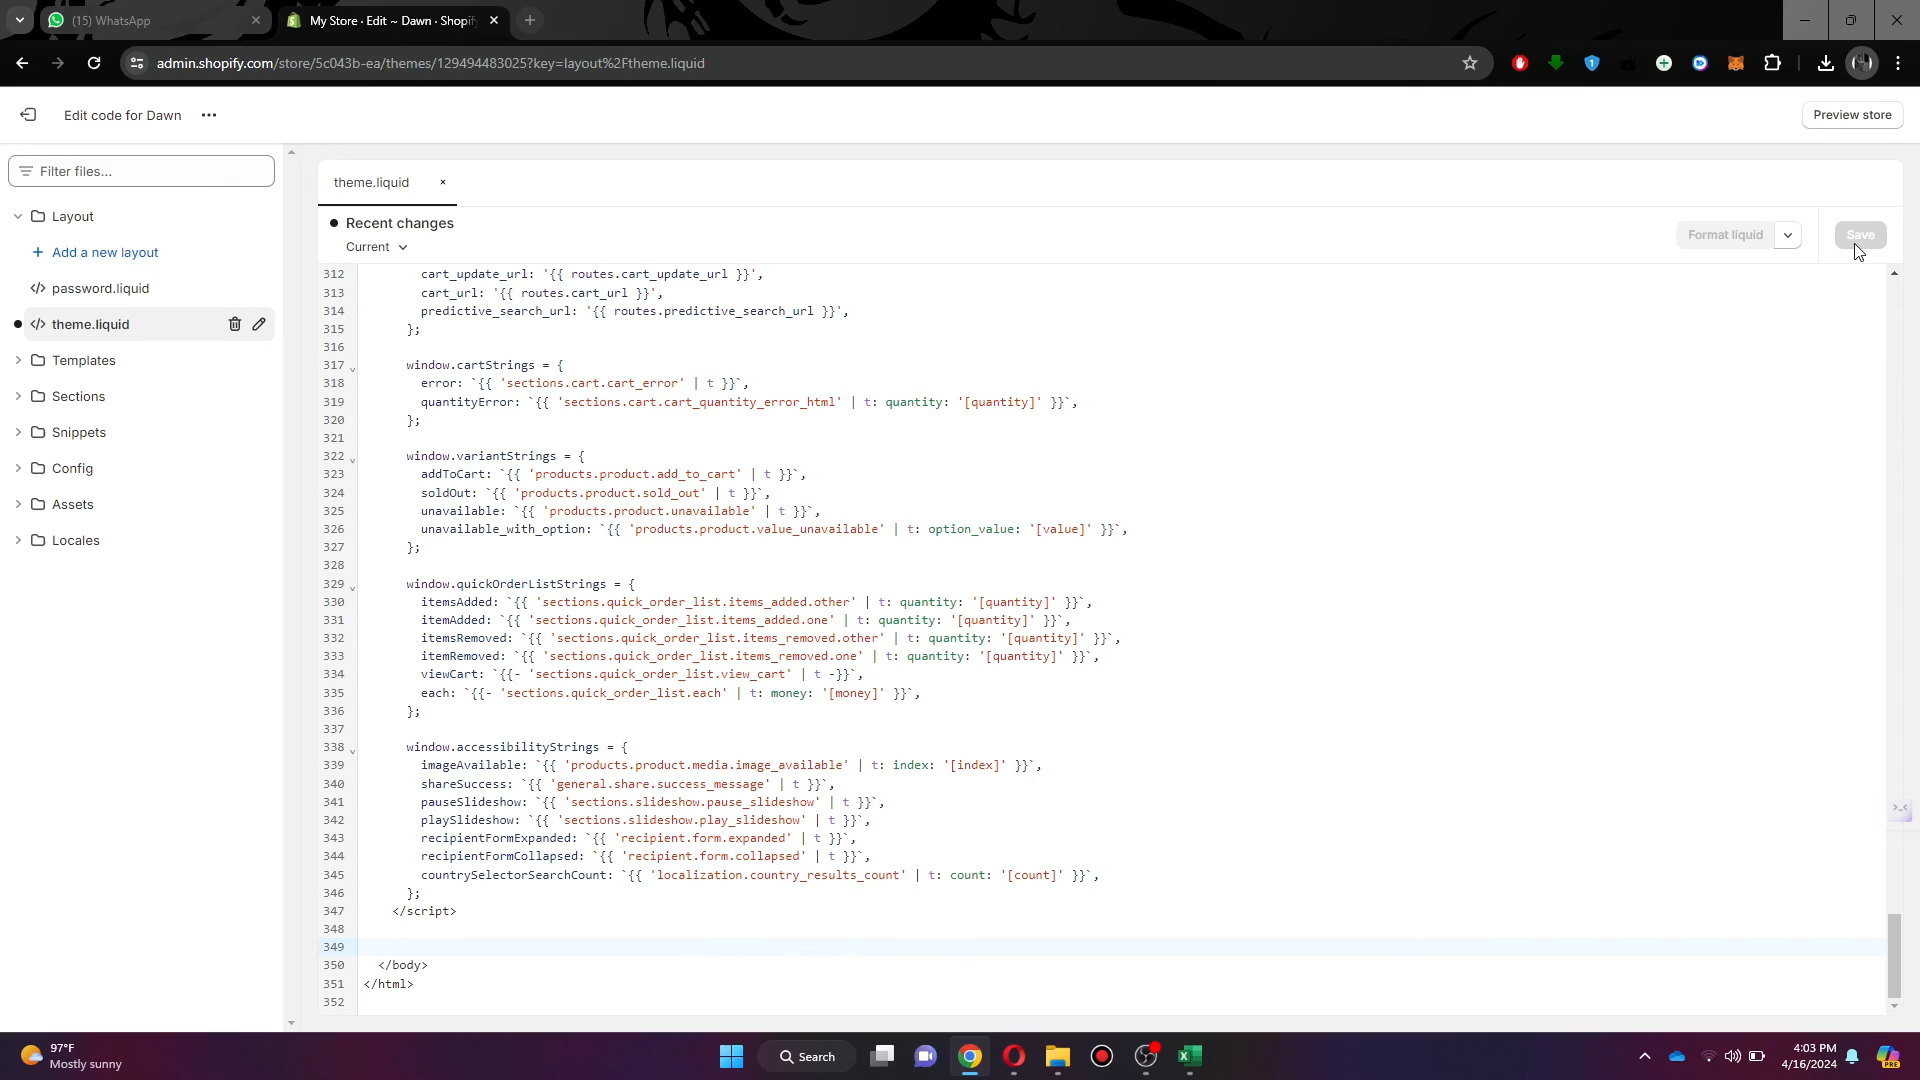 (15) WhatsApp
My Store · Edit ~ Dawn · Shopif
admin.shopify.com/store/5c043b-ea/themes/129494483025?key=layout%2Ftheme.liquid
Edit code for Dawn
Preview store
Filter files...
Layout
Add a new layout
password.liquid
theme.liquid
Templates
Sections
Snippets
Config
Assets
Locales
theme.liquid
Recent changes
Current
Format liquid
Save
312 cart_update_url: '{{ routes.cart_update_url }}',
313 cart_url: '{{ routes.cart_url }}',
314 predictive_search_url: '{{ routes.predictive_search_url }}',
315 };
316
317 window.cartStrings = {
318 error: `{{ 'sections.cart.cart_error' | t }}`,
319 quantityError: `{{ 'sections.cart.cart_quantity_error_html' | t: quantity: '[quantity]' }}`,
320 };
321
322 window.variantStrings = {
323 addToCart: `{{ 'products.product.add_to_cart' | t }}`,
324 soldOut: `{{ 'products.product.sold_out' | t }}`,
325 unavailable: `{{ 'products.product.unavailable' | t }}`,
326 unavailable_with_option: `{{ 'products.product.value_unavailable' | t: option_value: '[value]' }}`,
327 };
328
329 window.quickOrderListStrings = {
330 itemsAdded: `{{ 'sections.quick_order_list.items_added.other' | t: quantity: '[quantity]' }}`,
331 itemAdded: `{{ 'sections.quick_order_list.items_added.one' | t: quantity: '[quantity]' }}`,
332 itemsRemoved: `{{ 'sections.quick_order_list.items_removed.other' | t: quantity: '[quantity]' }}`,
333 itemRemoved: `{{ 'sections.quick_order_list.items_removed.one' | t: quantity: '[quantity]' }}`,
334 viewCart: `{{- 'sections.quick_order_list.view_cart' | t -}}`,
335 each: `{{- 'sections.quick_order_list.each' | t: money: '[money]' }}`,
336 };
337
338 window.accessibilityStrings = {
339 imageAvailable: `{{ 'products.product.media.image_available' | t: index: '[index]' }}`,
340 shareSuccess: `{{ 'general.share.success_message' | t }}`,
341 pauseSlideshow: `{{ 'sections.slideshow.pause_slideshow' | t }}`,
342 playSlideshow: `{{ 'sections.slideshow.play_slideshow' | t }}`,
343 recipientFormExpanded: `{{ 'recipient.form.expanded' | t }}`,
344 recipientFormCollapsed: `{{ 'recipient.form.collapsed' | t }}`,
345 countrySelectorSearchCount: `{{ 'localization.country_results_count' | t: count: '[count]' }}`,
346 };
347 </script>
348
349
350 </body>
351 </html>
352
97°F
Mostly sunny
Search
4:03 PM
4/16/2024